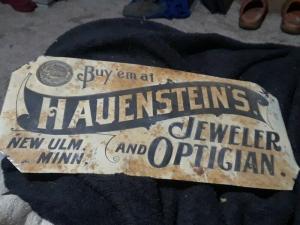 Buy 'em at
HAUENSTEIN'S.
JEWELER
NEW ULM, AND OPTICIAN.
MINN.